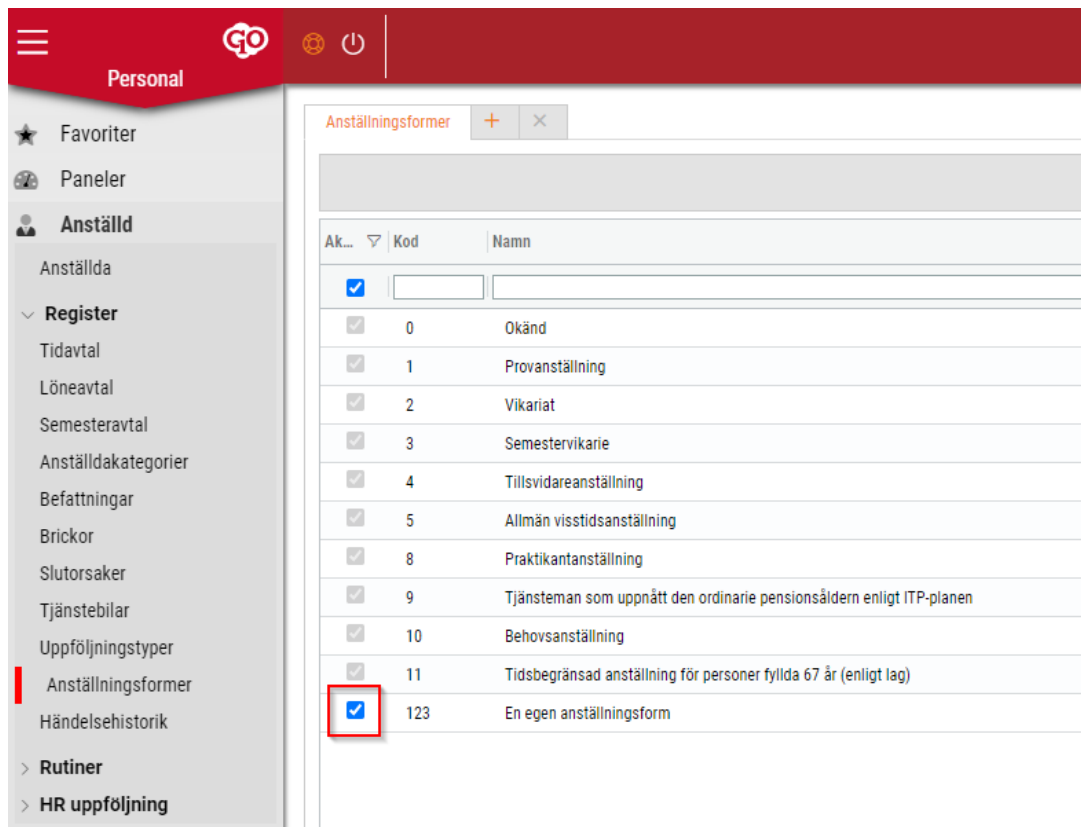 GO
Personal
Favoriter
Paneler
Anställd
Anställda
Register
Tidavtal
Löneavtal
Semesteravtal
Anställdakategorier
Befattningar
Brickor
Slutorsaker
Tjänstebilar
Uppföljningstyper
Anställningsformer
Händelsehistorik
Rutiner
HR uppföljning
Anställningsformer
Ak... Kod Namn
0 Okänd
1 Provanställning
2 Vikariat
3 Semestervikarie
4 Tillsvidareanställning
5 Allmän visstidsanställning
8 Praktikantanställning
9 Tjänsteman som uppnått den ordinarie pensionsåldern enligt ITP-planen
10 Behovsanställning
11 Tidsbegränsad anställning för personer fyllda 67 år (enligt lag)
123 En egen anställningsform